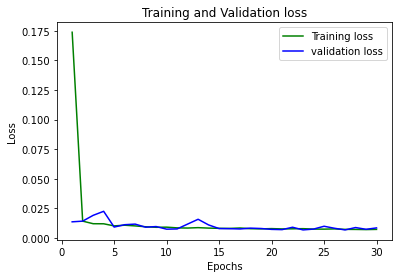 Training and Validation loss
Training loss
validation loss
Loss
0.175
0.150
0.125
0.100
0.075
0.050
0.025
0.000
0 5 10 15 20 25 30
Epochs